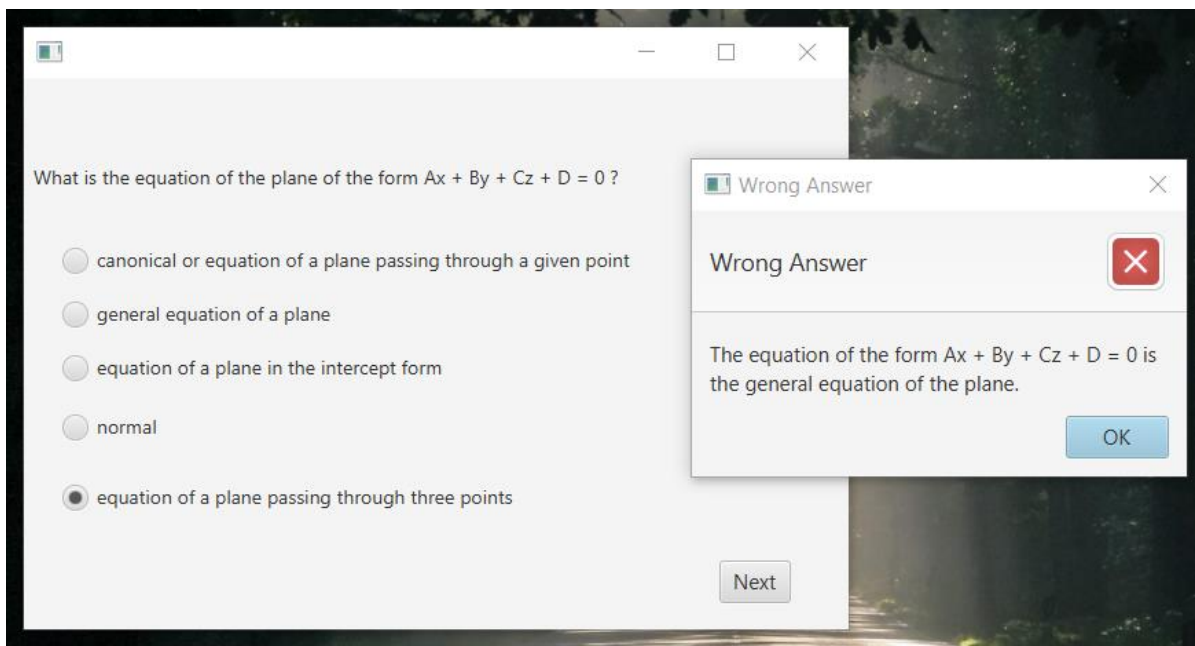 What is the equation of the plane of the form Ax + By + Cz + D = 0 ?
canonical or equation of a plane passing through a given point
general equation of a plane
equation of a plane in the intercept form
normal
equation of a plane passing through three points
Next
Wrong Answer
Wrong Answer
The equation of the form Ax + By + Cz + D = 0 is
the general equation of the plane.
OK